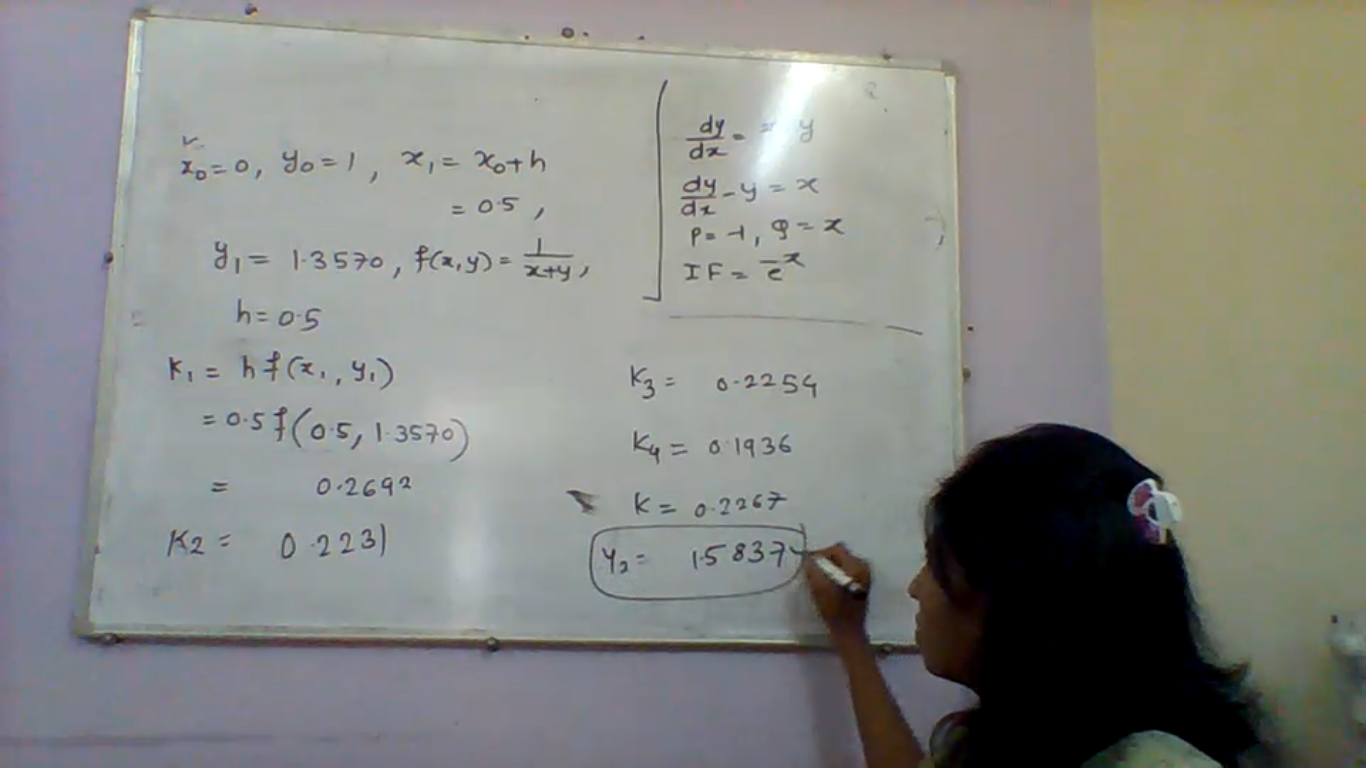 x₀ = 0, y₀ = 1, x₁ = x₀ + h
= 0.5,
y₁ = 1.3570, f(x,y) = 1/(x+y),
h = 0.5
K₁ = h f(x₁, y₁)
= 0.5 f(0.5, 1.3570)
= 0.2692
K₂ = 0.2231
dy/dx = y
dy/dx - y = x
P = -1, Q = x
IF = e⁻ˣ
K₃ = 0.2254
K₄ = 0.1936
K = 0.2267
y₂ = 1.5837